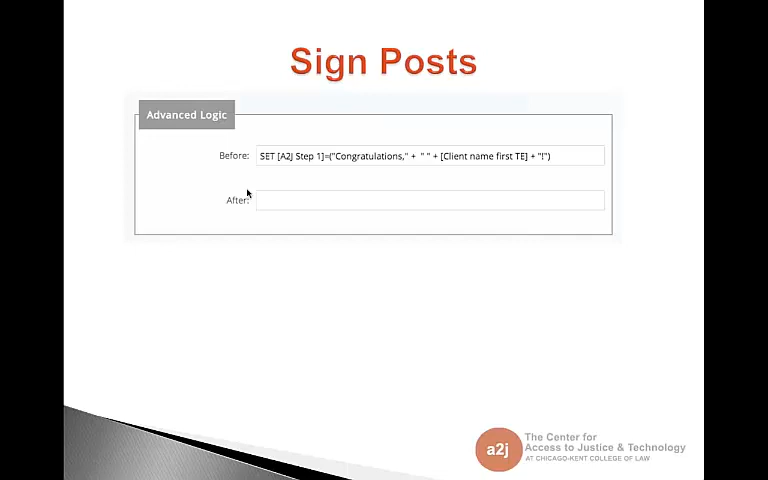 Sign Posts
Advanced Logic
Before: SET [A2J Step 1]=("Congratulations," + " " + [Client name first TE] + "!")
After:
a2j
The Center for
Access to Justice & Technology
AT CHICAGO-KENT COLLEGE OF LAW